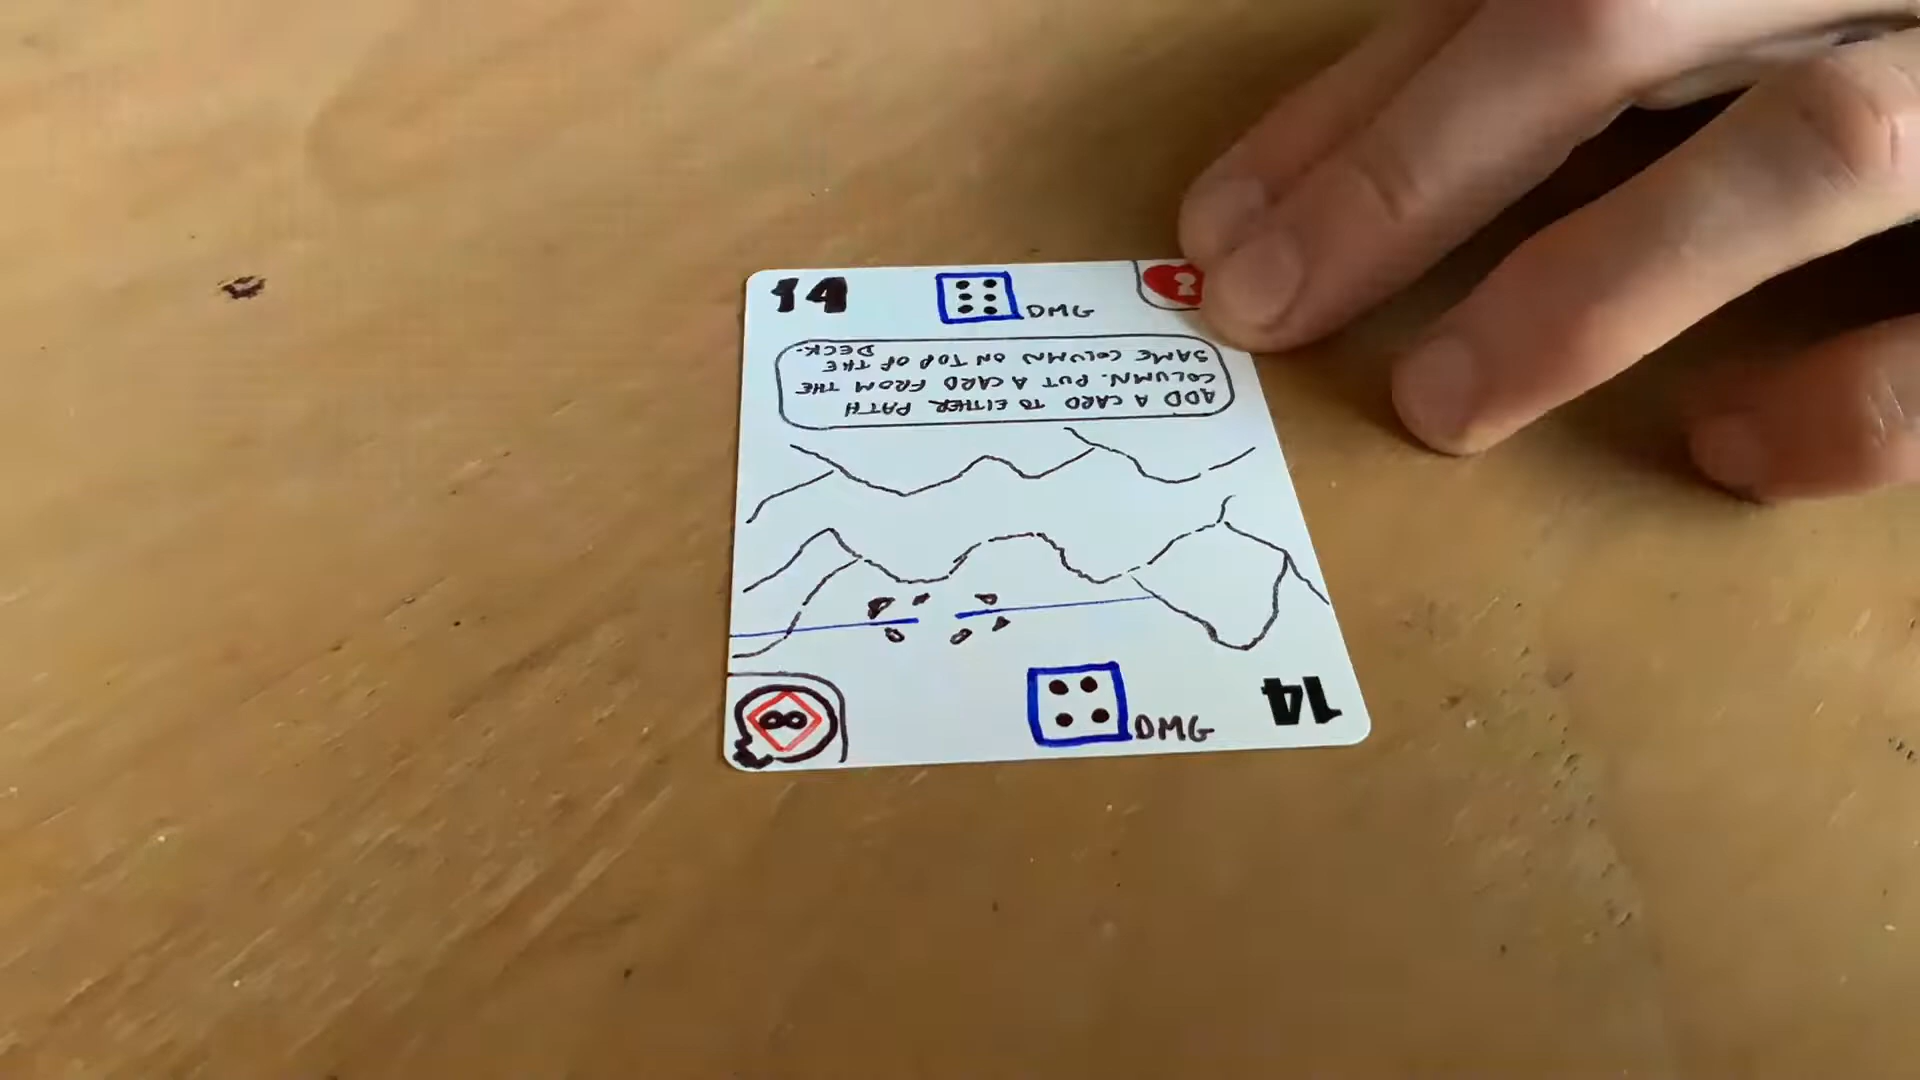 14
DMG
ADD A CARD TO EITHER PATH
COLUMN. PUT A CARD FROM THE
SAME COLUMN ON TOP OF THE
DECK.
DMG
14